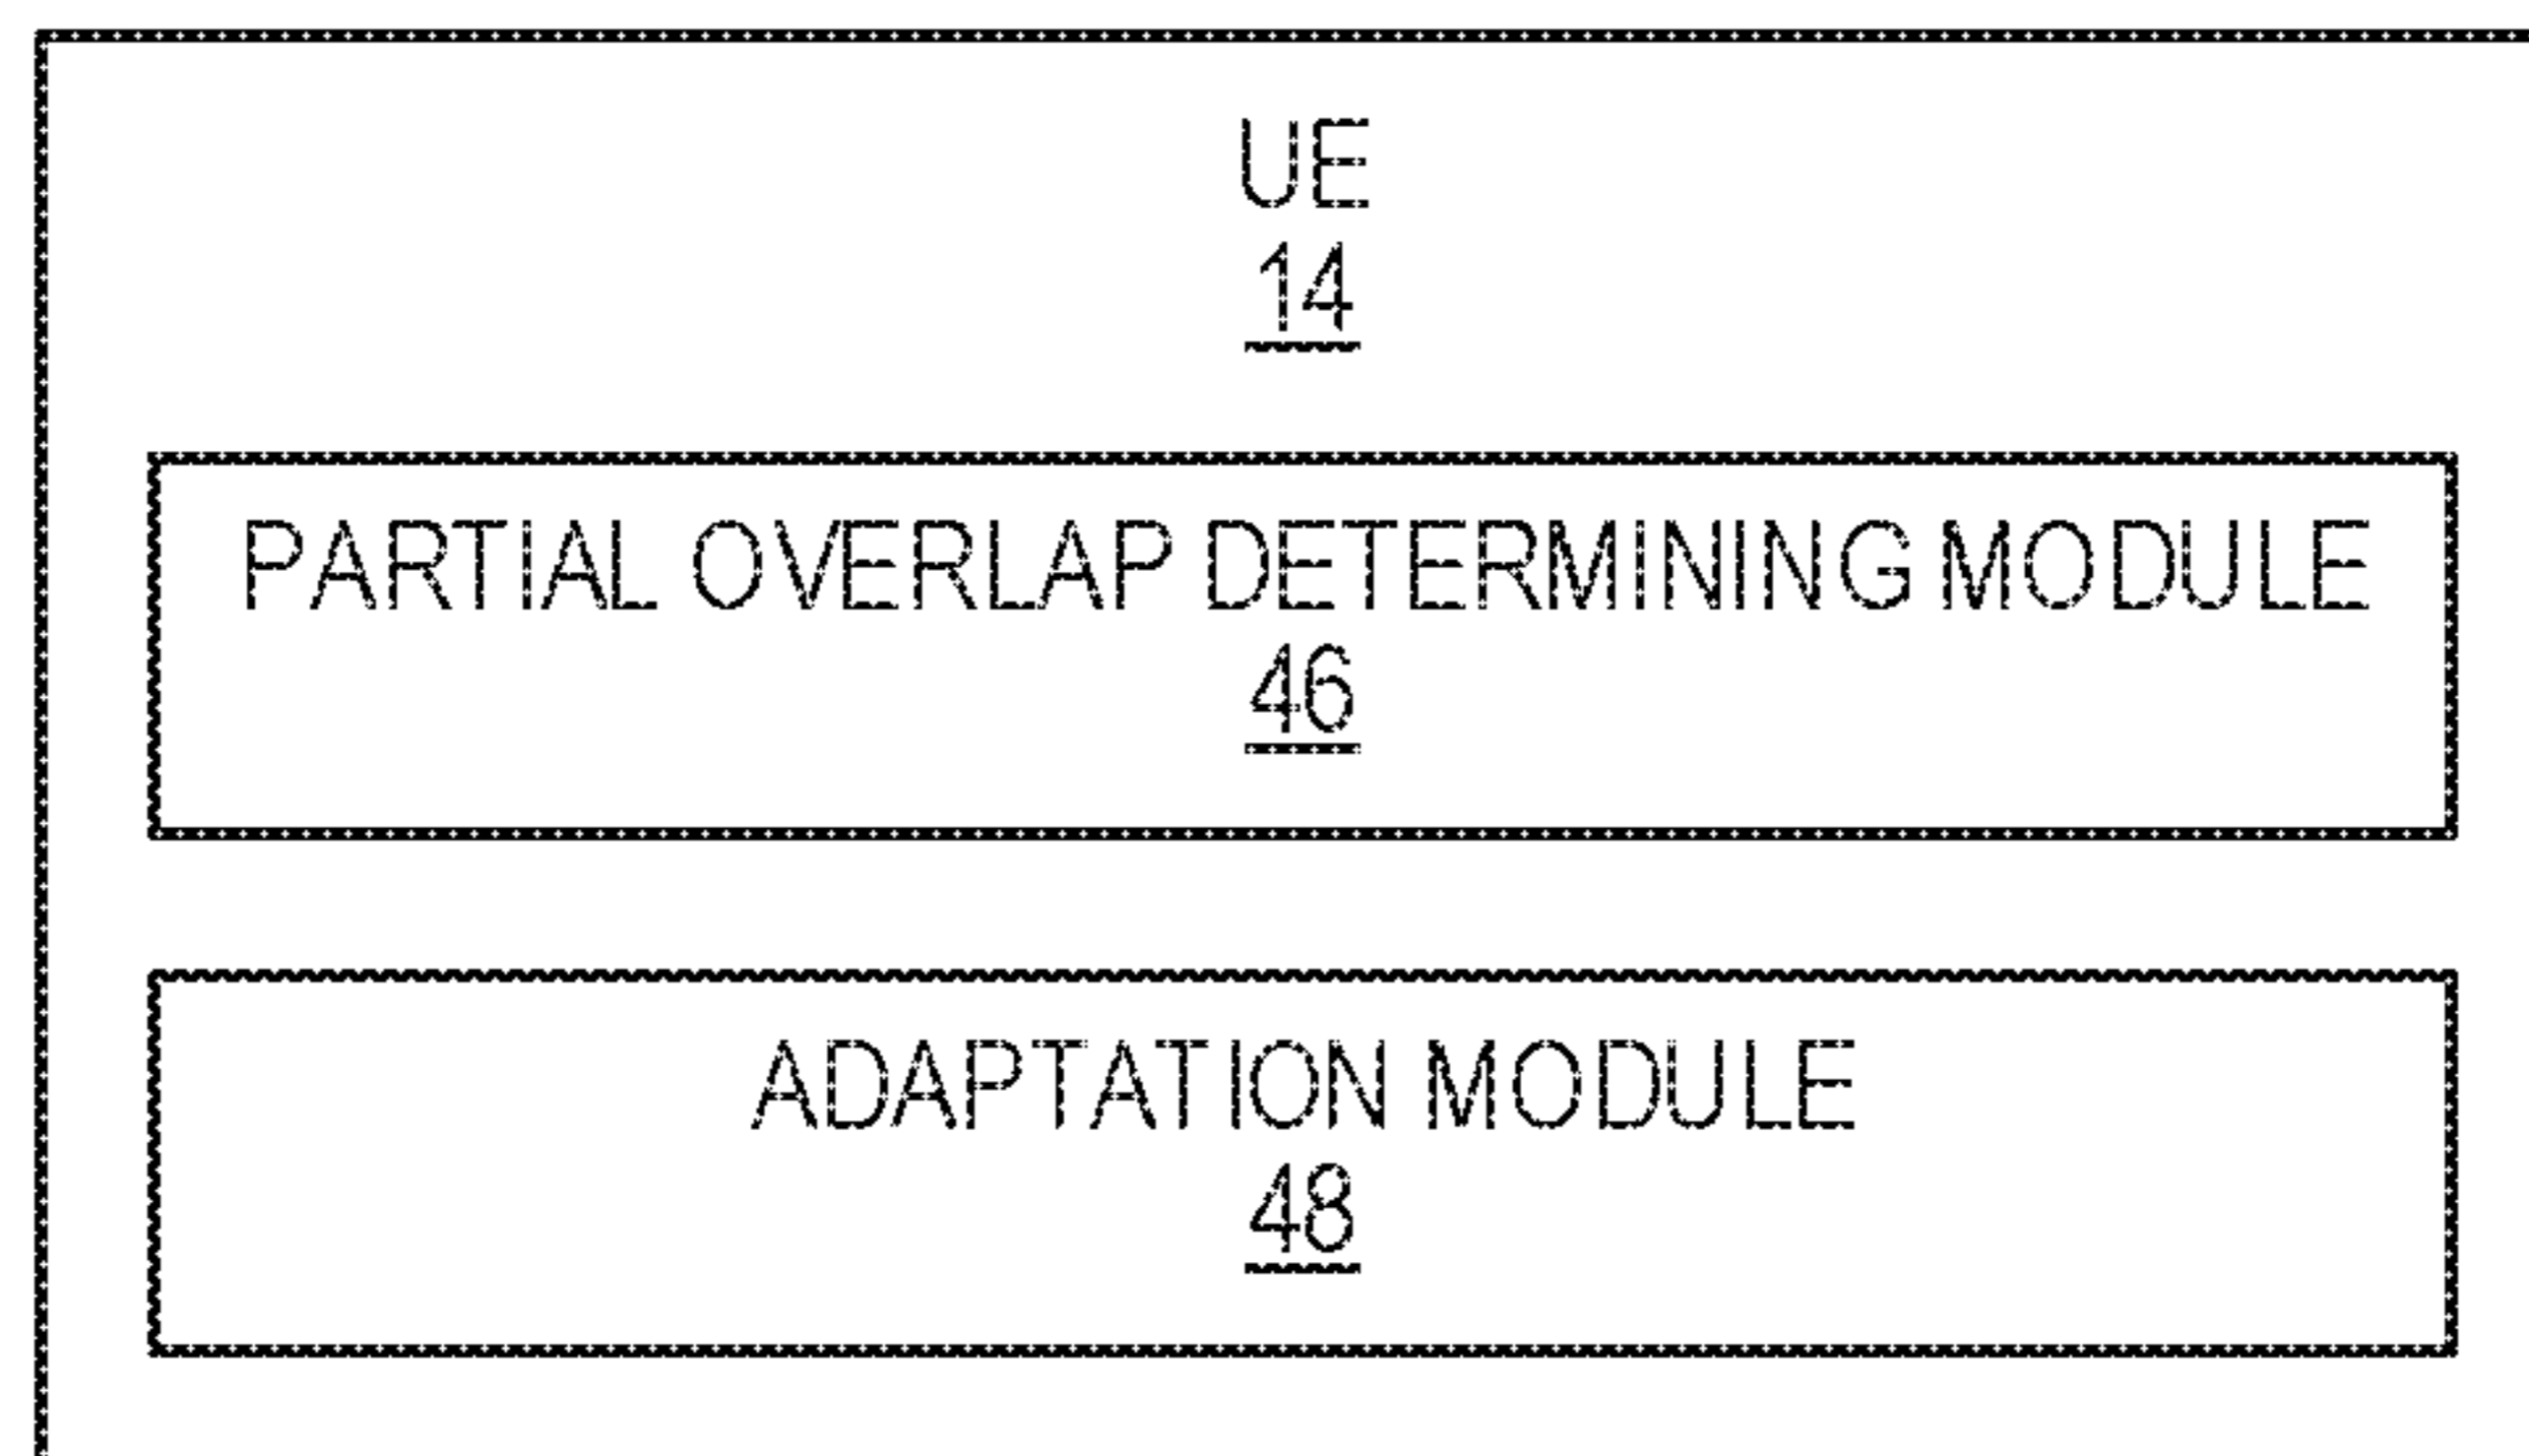 UE
14
PARTIAL OVERLAP DETERMINING MODULE
46
ADAPTATION MODULE
48